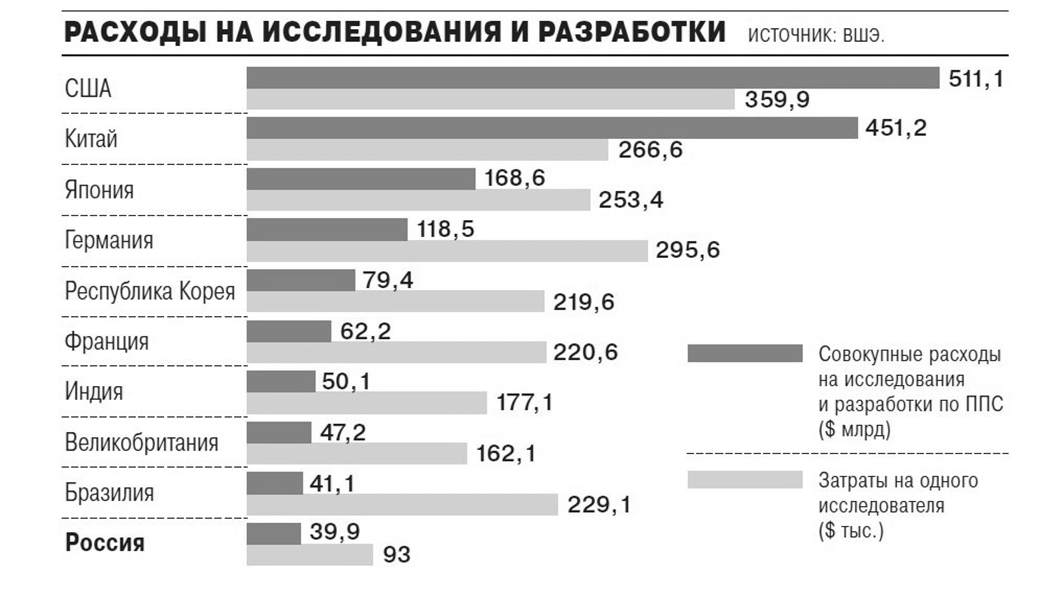 РАСХОДЫ НА ИССЛЕДОВАНИЯ И РАЗРАБОТКИ ИСТОЧНИК: ВШЭ.
США 511,1
359,9
Китай 451,2
266,6
Япония 168,6
253,4
Германия 118,5
295,6
Республика Корея 79,4
219,6
Франция 62,2
220,6
Индия 50,1
177,1
Великобритания 47,2
162,1
Бразилия 41,1
229,1
Россия 39,9
93
Совокупные расходы
на исследования
и разработки по ППС
($ млрд)
Затраты на одного
исследователя
($ тыс.)